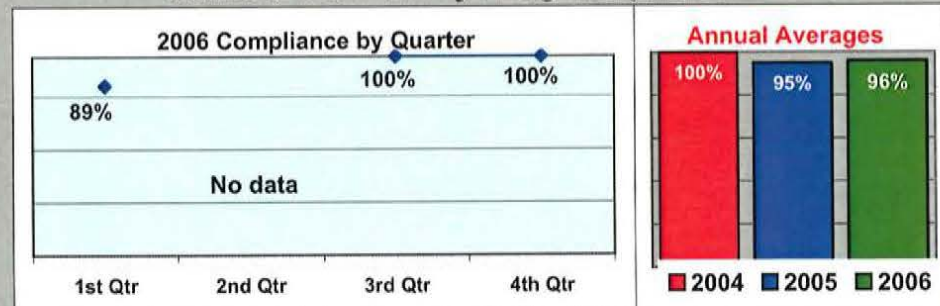 2006 Compliance by Quarter
89%
100%
100%
No data
1st Qtr
2nd Qtr
3rd Qtr
4th Qtr
Annual Averages
100%
95%
96%
2004
2005
2006